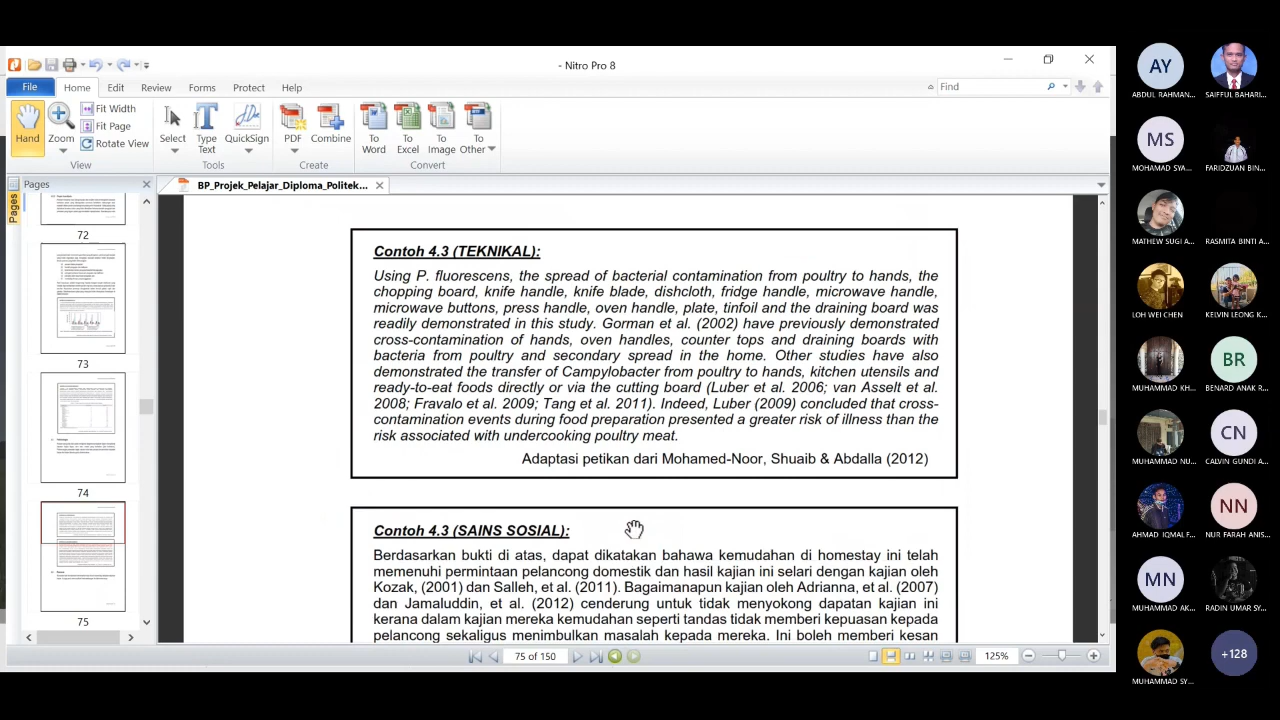 - Nitro Pro 8
File
Home
Edit
Review
Forms
Protect
Help
Find
Hand
Zoom
Fit Width
Fit Page
Rotate View
View
Select
Type Text
QuickSign
Tools
PDF
Combine
Create
To Word
To Excel
To Image
To Other
Convert
Pages
Pages
BP_Projek_Pelajar_Diploma_Politek...
72
73
74
75
Contoh 4.3 (TEKNIKAL):
Using P. fluorescens the spread of bacterial contamination from poultry to hands, the
chopping board, knife handle, knife blade, dishcloth, fridge handle, microwave handle,
microwave buttons, press handle, oven handle, plate, tinfoil and the draining board was
readily demonstrated in this study. Gorman et al. (2002) have previously demonstrated
cross-contamination of hands, oven handles, counter tops and draining boards with
bacteria from poultry and secondary spread in the home. Other studies have also
demonstrated the transfer of Campylobacter from poultry to hands, kitchen utensils and
ready-to-eat foods directly or via the cutting board (Luber et al. 2006; van Asselt et al.
2008; Fravalo et al. 2009; Tang et al. 2011). Indeed, Luber (2009) concluded that cross-
contamination events during food preparation presented a greater risk of illness than the
risk associated with undercooking poultry meat.
Adaptasi petikan dari Mohamed-Noor, Shuaib & Abdalla (2012)
Contoh 4.3 (SAINS SOSIAL):
Berdasarkan bukti di atas, dapat dikatakan bahawa kemudahan di homestay ini telah
memenuhi permintaan pelancong domestik dan hasil kajian ini selari dengan kajian oleh
Kozak, (2001) dan Salleh, et al. (2011). Bagaimanapun kajian oleh Adrianna, et al. (2007)
dan Jamaluddin, et al. (2012) cenderung untuk tidak menyokong dapatan kajian ini
kerana dalam kajian mereka kemudahan seperti tandas tidak memberi kepuasan kepada
pelancong sekaligus menimbulkan masalah kepada mereka. Ini boleh memberi kesan
75 of 150
125%
AY
ABDUL RAHMAN...
SAIFFUL BAHARI...
MS
MOHAMAD SYA...
FARIDZUAN BIN...
MATHEW SUGI A...
RASMITA BINTI A...
LOH WEI CHEN
KELVIN LEONG K...
MUHAMMAD KH...
BR
BENARD ANAK R...
MUHAMMAD NU...
CN
CALVIN GUNDI A...
AHMAD IQMAL F...
NN
NUR FARAH ANIS...
MN
MUHAMMAD AK...
RADIN UMAR SY...
MUHAMMAD SY...
+128